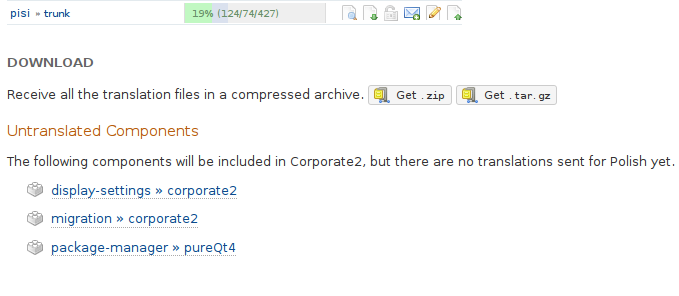 pisi » trunk 19% (124/74/427)
DOWNLOAD
Receive all the translation files in a compressed archive. Get .zip Get .tar.gz
Untranslated Components
The following components will be included in Corporate2, but there are no translations sent for Polish yet.
display-settings » corporate2
migration » corporate2
package-manager » pureQt4